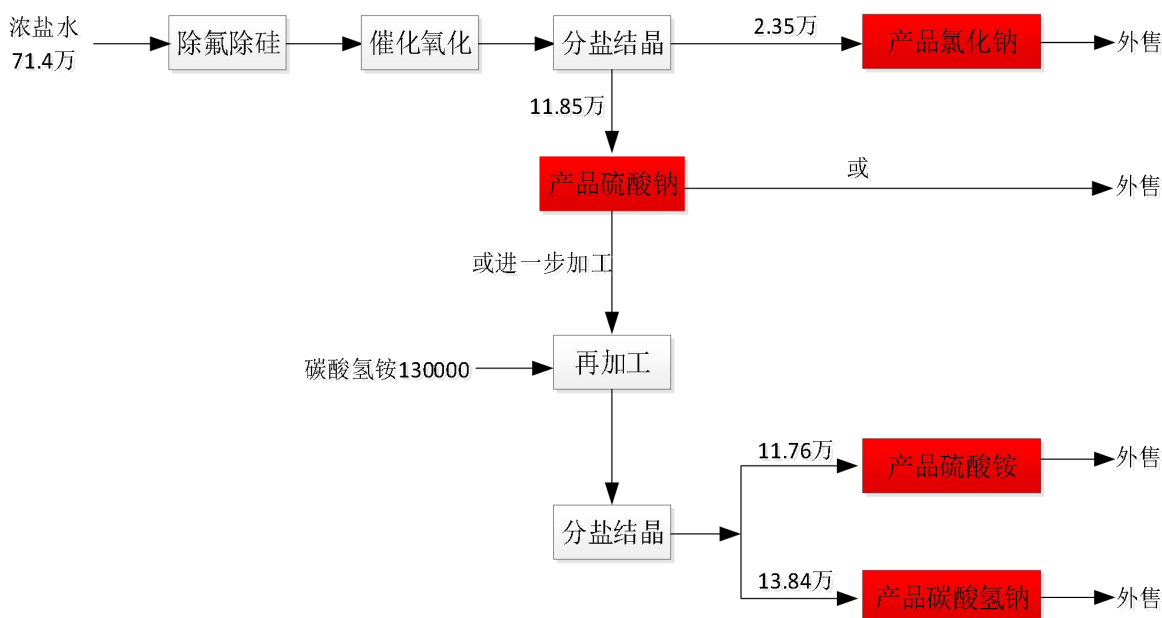 浓盐水
71.4万
除氟除硅
催化氧化
分盐结晶
2.35万
产品氯化钠
外售
11.85万
产品硫酸钠
或
外售
或进一步加工
碳酸氢铵130000
再加工
11.76万
产品硫酸铵
外售
分盐结晶
13.84万
产品碳酸氢钠
外售